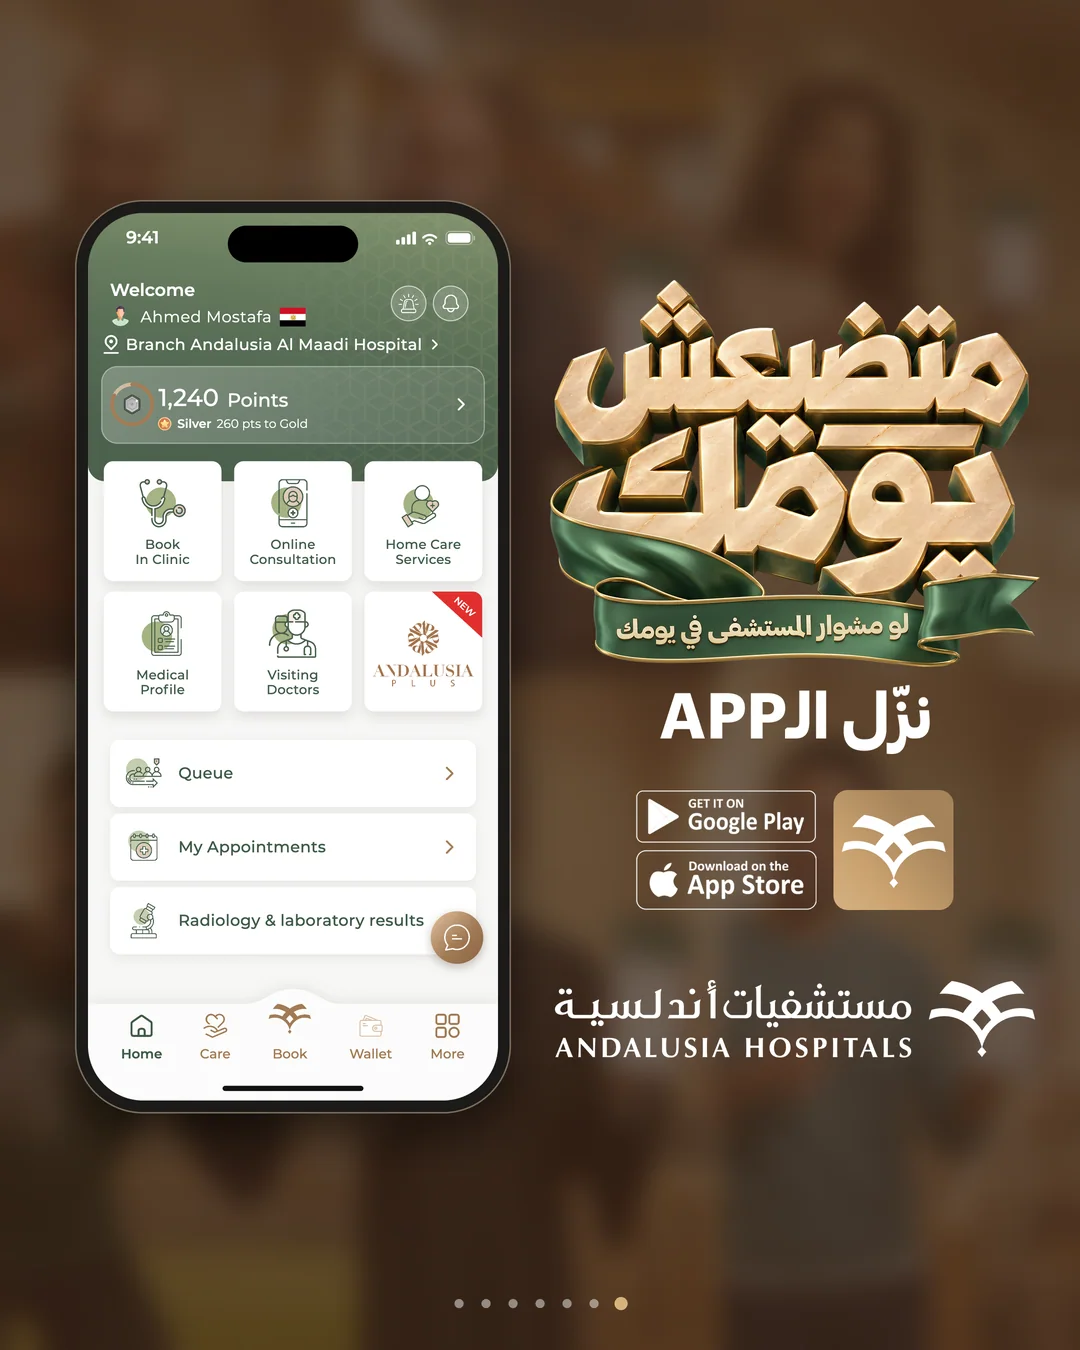 9:41
Welcome
Ahmed Mostafa
Branch Andalusia Al Maadi Hospital
1,240 Points
Silver 260 pts to Gold
Book
In Clinic
Online
Consultation
Home Care
Services
Medical
Profile
Visiting
Doctors
NEW
ANDALUSIA
PLUS
Queue
My Appointments
Radiology & laboratory results
Home
Care
Book
Wallet
More
متضيعش
يومك
لو مشوار المستشفى في يومك
نزّل الـAPP
GET IT ON
Google Play
Download on the
App Store
مستشفيات أندلسية
ANDALUSIA HOSPITALS